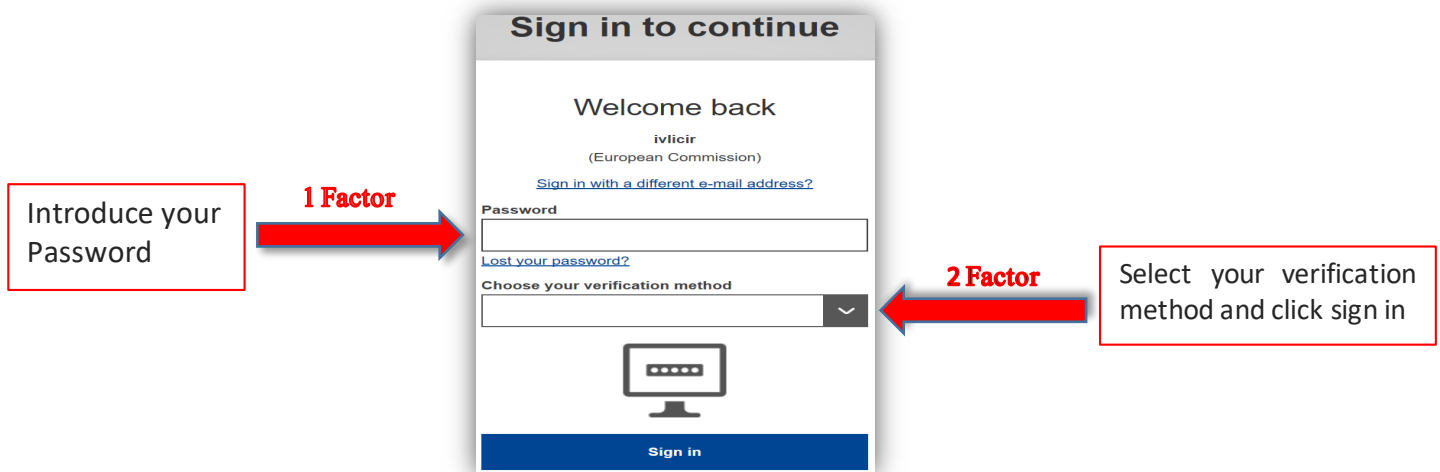 Sign in to continue
Welcome back
ivlicir
(European Commission)
Sign in with a different e-mail address?
Introduce your
Password
1 Factor
Password
Lost your password?
Choose your verification method
2 Factor
Select your verification
method and click sign in
Sign in